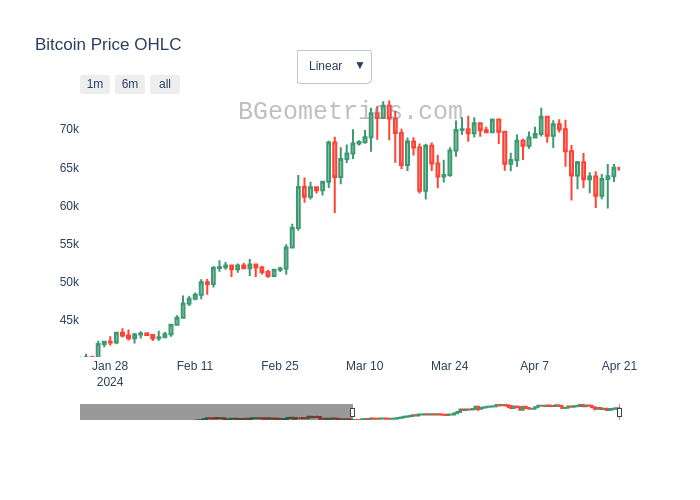 Bitcoin Price OHLC
Linear ▼
1m 6m all
BGeometrics.com
70k
65k
60k
55k
50k
45k
Jan 28 Feb 11 Feb 25 Mar 10 Mar 24 Apr 7 Apr 21
2024